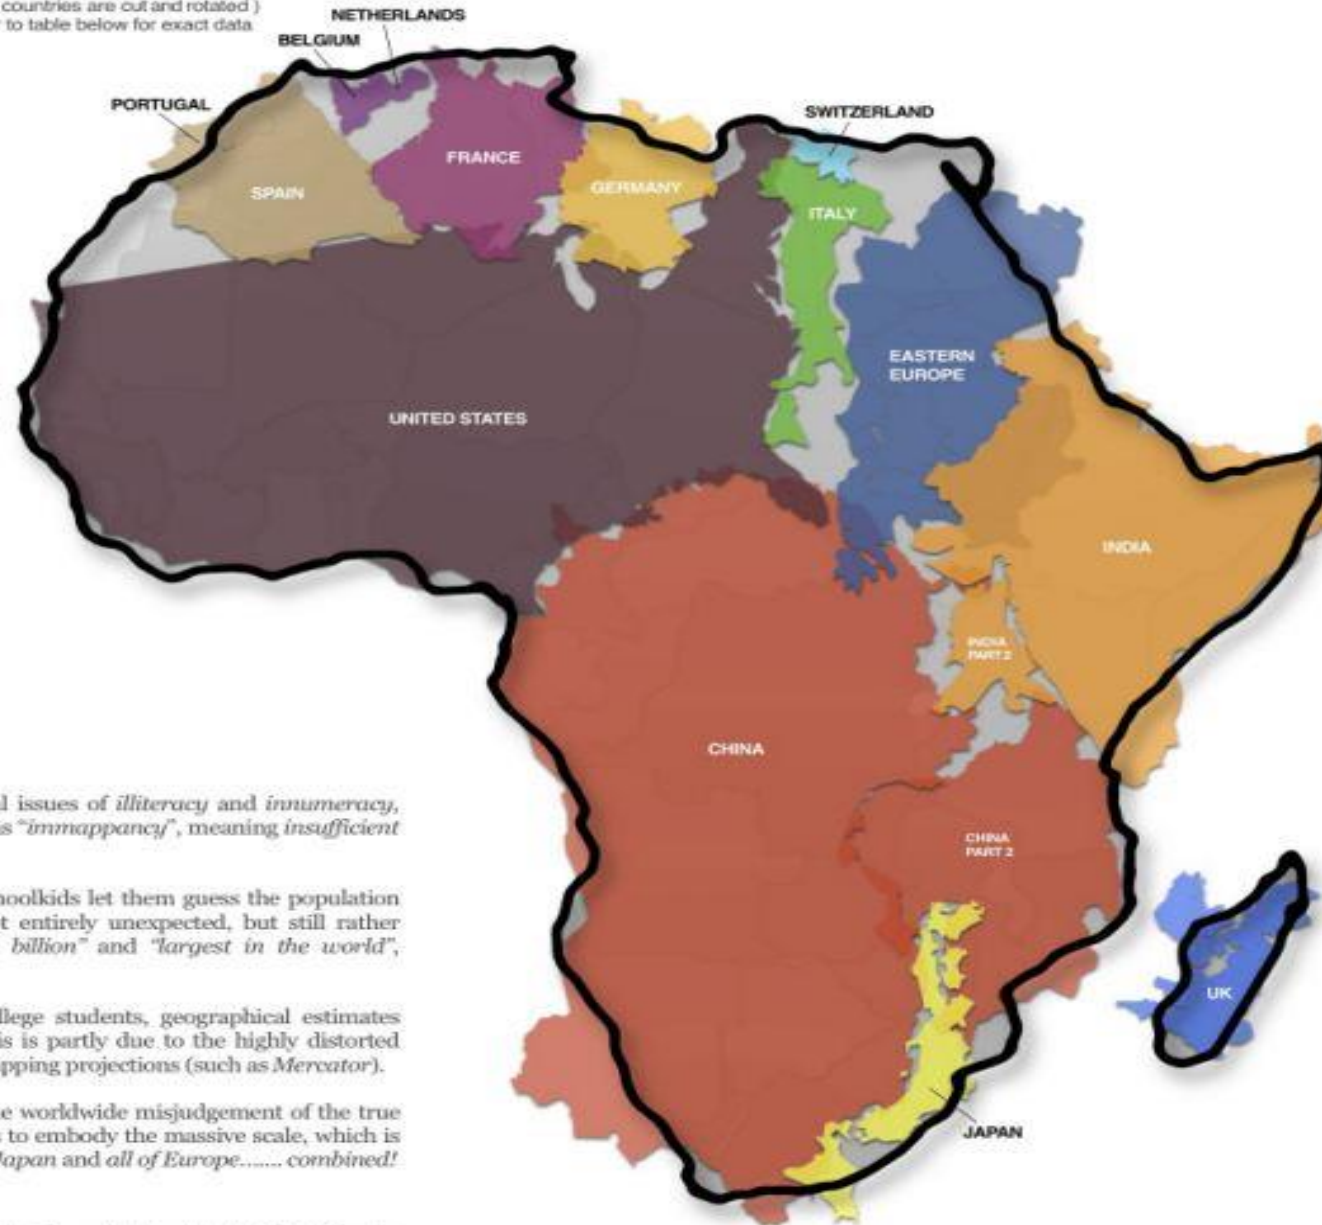 countries are cut and rotated )
to table below for exact data
NETHERLANDS
BELGIUM
PORTUGAL
SWITZERLAND
FRANCE
SPAIN
GERMANY
ITALY
EASTERN
EUROPE
UNITED STATES
INDIA
INDIA
PART 2
CHINA
CHINA
PART 2
UK
JAPAN
issues of illiteracy and innumeracy,
"immappancy", meaning insufficient
let them guess the population
entirely unexpected, but still rather
billion" and "largest in the world",
students, geographical estimates
is partly due to the highly distorted
projections (such as Mercator).
worldwide misjudgement of the true
to embody the massive scale, which is
Japan and all of Europe....... combined!